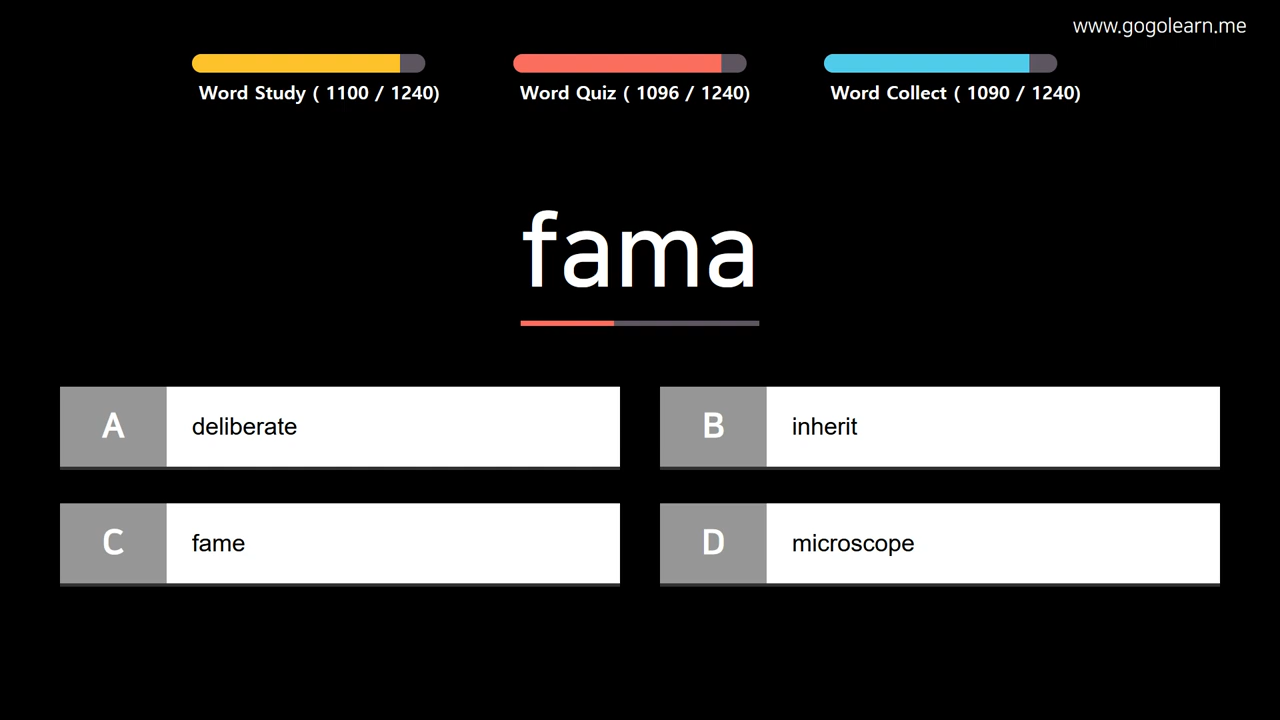 www.gogolearn.me
Word Study ( 1100 / 1240)
Word Quiz ( 1096 / 1240)
Word Collect ( 1090 / 1240)
fama
A
deliberate
B
inherit
C
fame
D
microscope